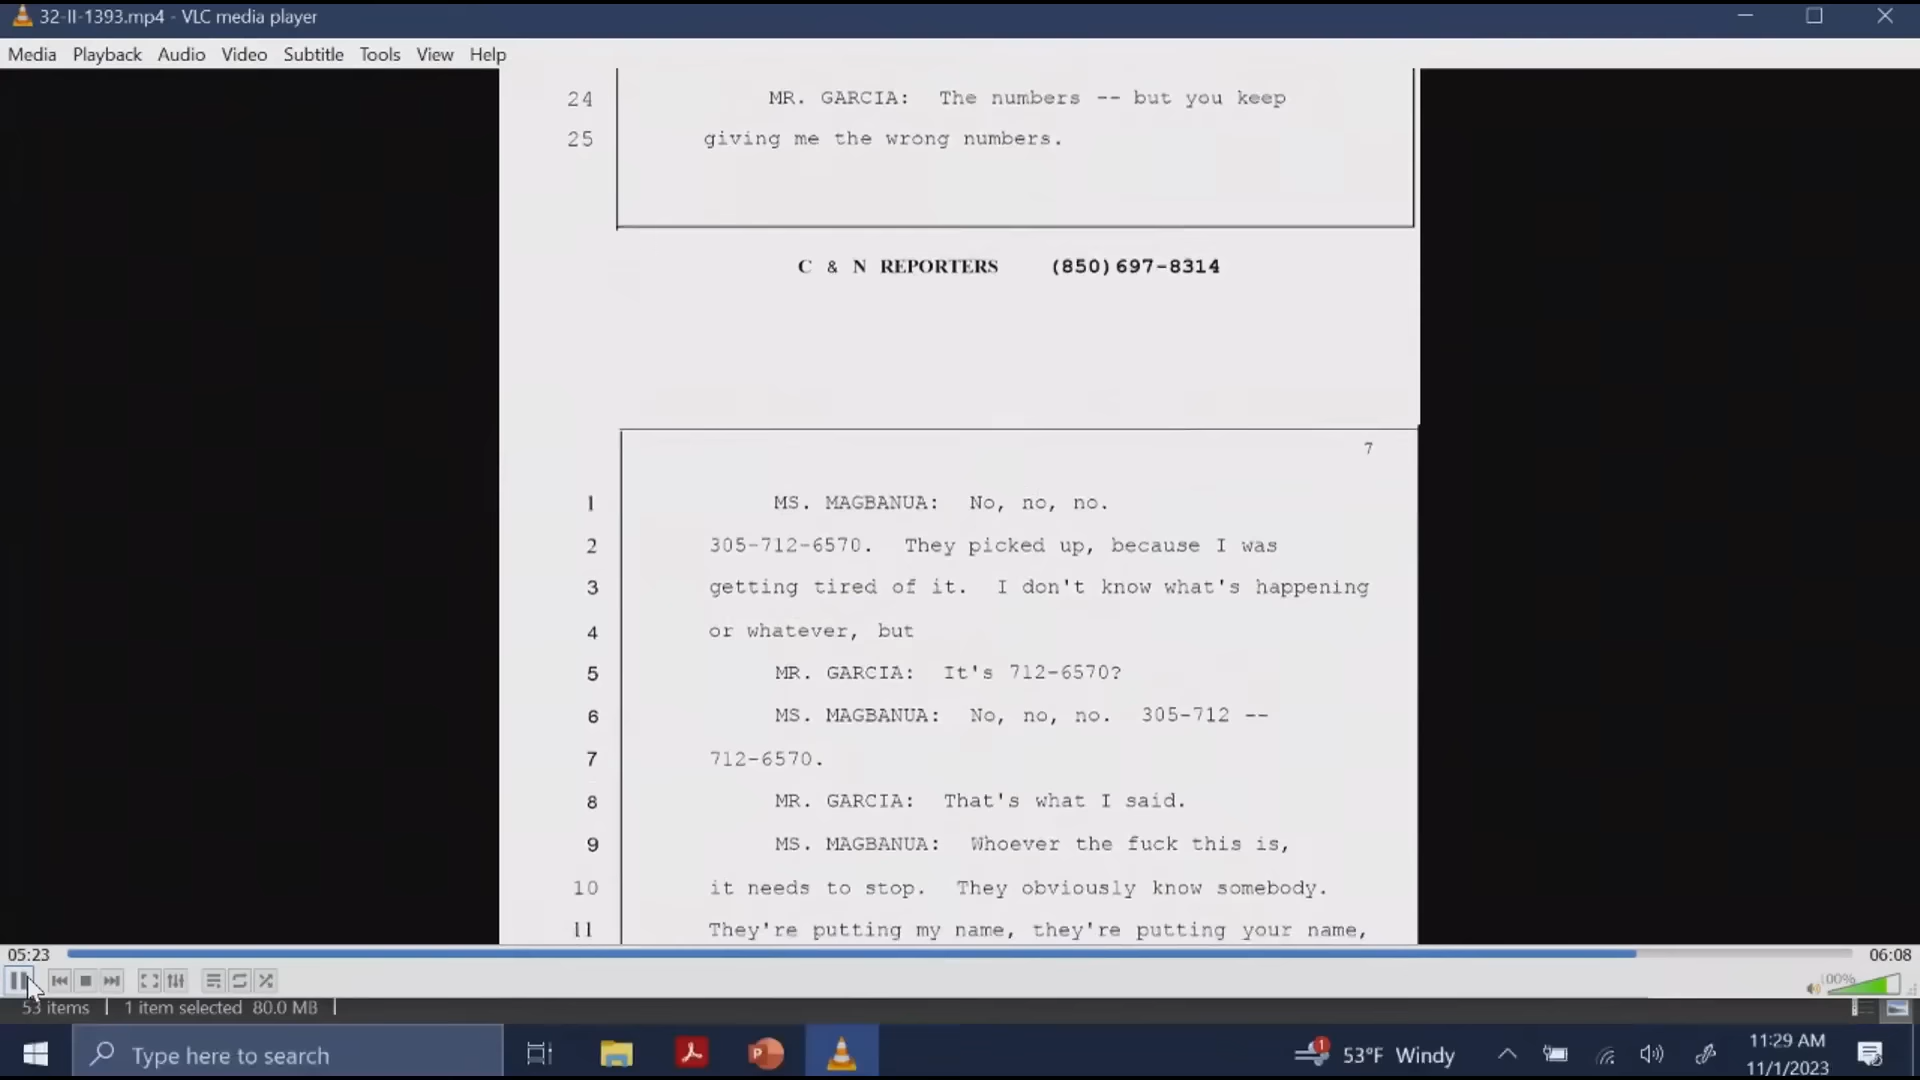 32-II-1393.mp4 - VLC media player
Media Playback Audio Video Subtitle Tools View Help
24 MR. GARCIA: The numbers -- but you keep
25 giving me the wrong numbers.
C & N REPORTERS (850)697-8314
7
1 MS. MAGBANUA: No, no, no.
2 305-712-6570. They picked up, because I was
3 getting tired of it. I don't know what's happening
4 or whatever, but
5 MR. GARCIA: It's 712-6570?
6 MS. MAGBANUA: No, no, no. 305-712 --
7 712-6570.
8 MR. GARCIA: That's what I said.
9 MS. MAGBANUA: Whoever the fuck this is,
10 it needs to stop. They obviously know somebody.
11 They're putting my name, they're putting your name,
05:23 06:08
100%
53 items 1 item selected 80.0 MB
Type here to search
1 53°F Windy
11:29 AM
11/1/2023